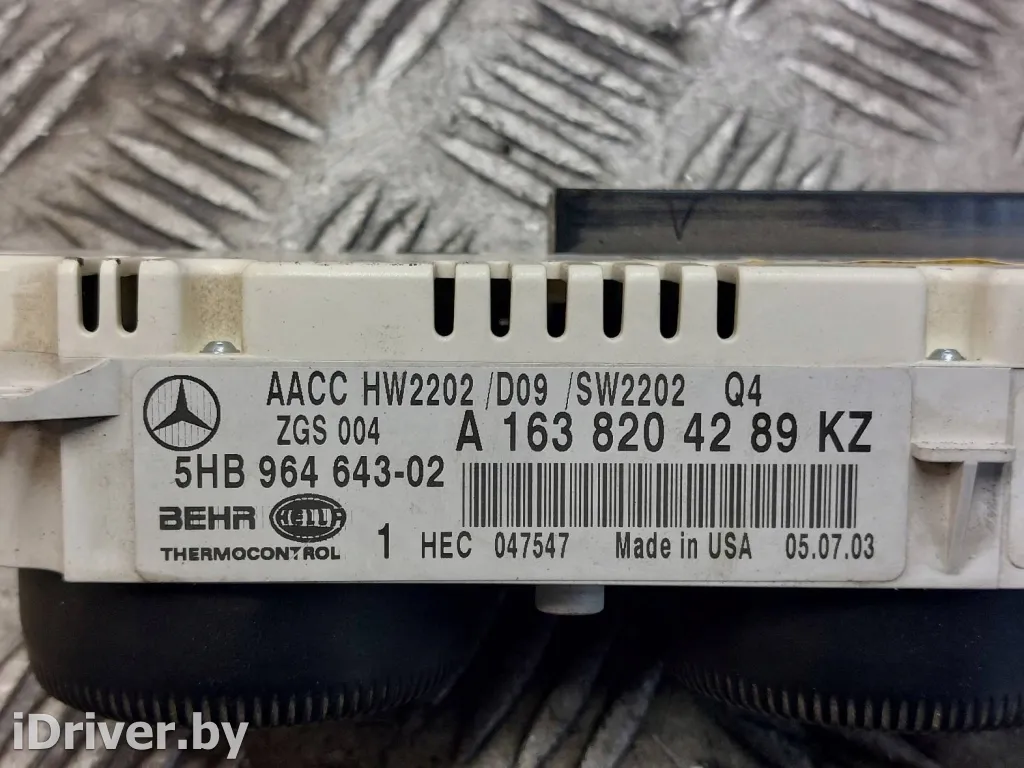 AACC HW2202 /D09 /SW2202 Q4
ZGS 004 A 163 820 42 89 KZ
5HB 964 643-02
BEHR HELLA
THERMOCONTROL 1 HEC 047547 Made in USA 05.07.03
iDriver.by